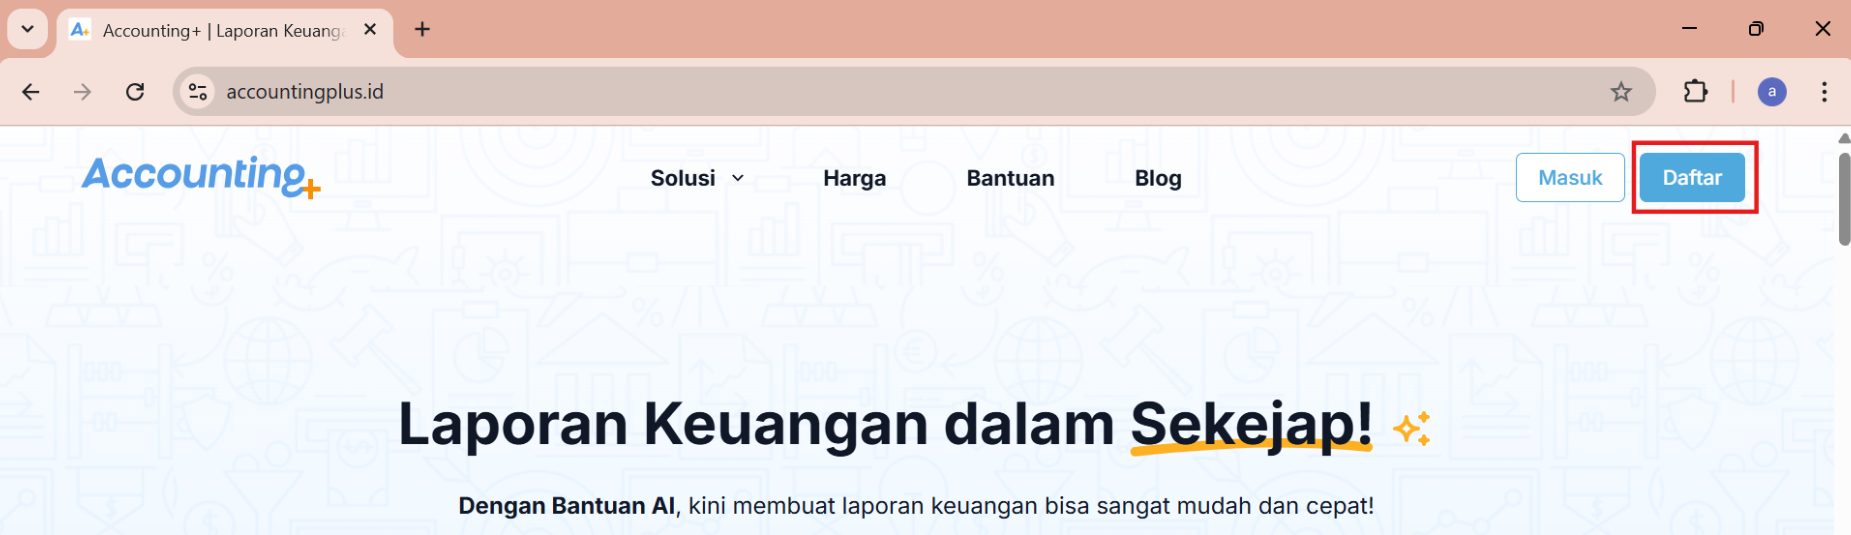 Accounting+ | Laporan Keuang
accountingplus.id
a
Accounting+
Solusi Harga Bantuan Blog Masuk Daftar
Laporan Keuangan dalam Sekejap!
Dengan Bantuan AI, kini membuat laporan keuangan bisa sangat mudah dan cepat!